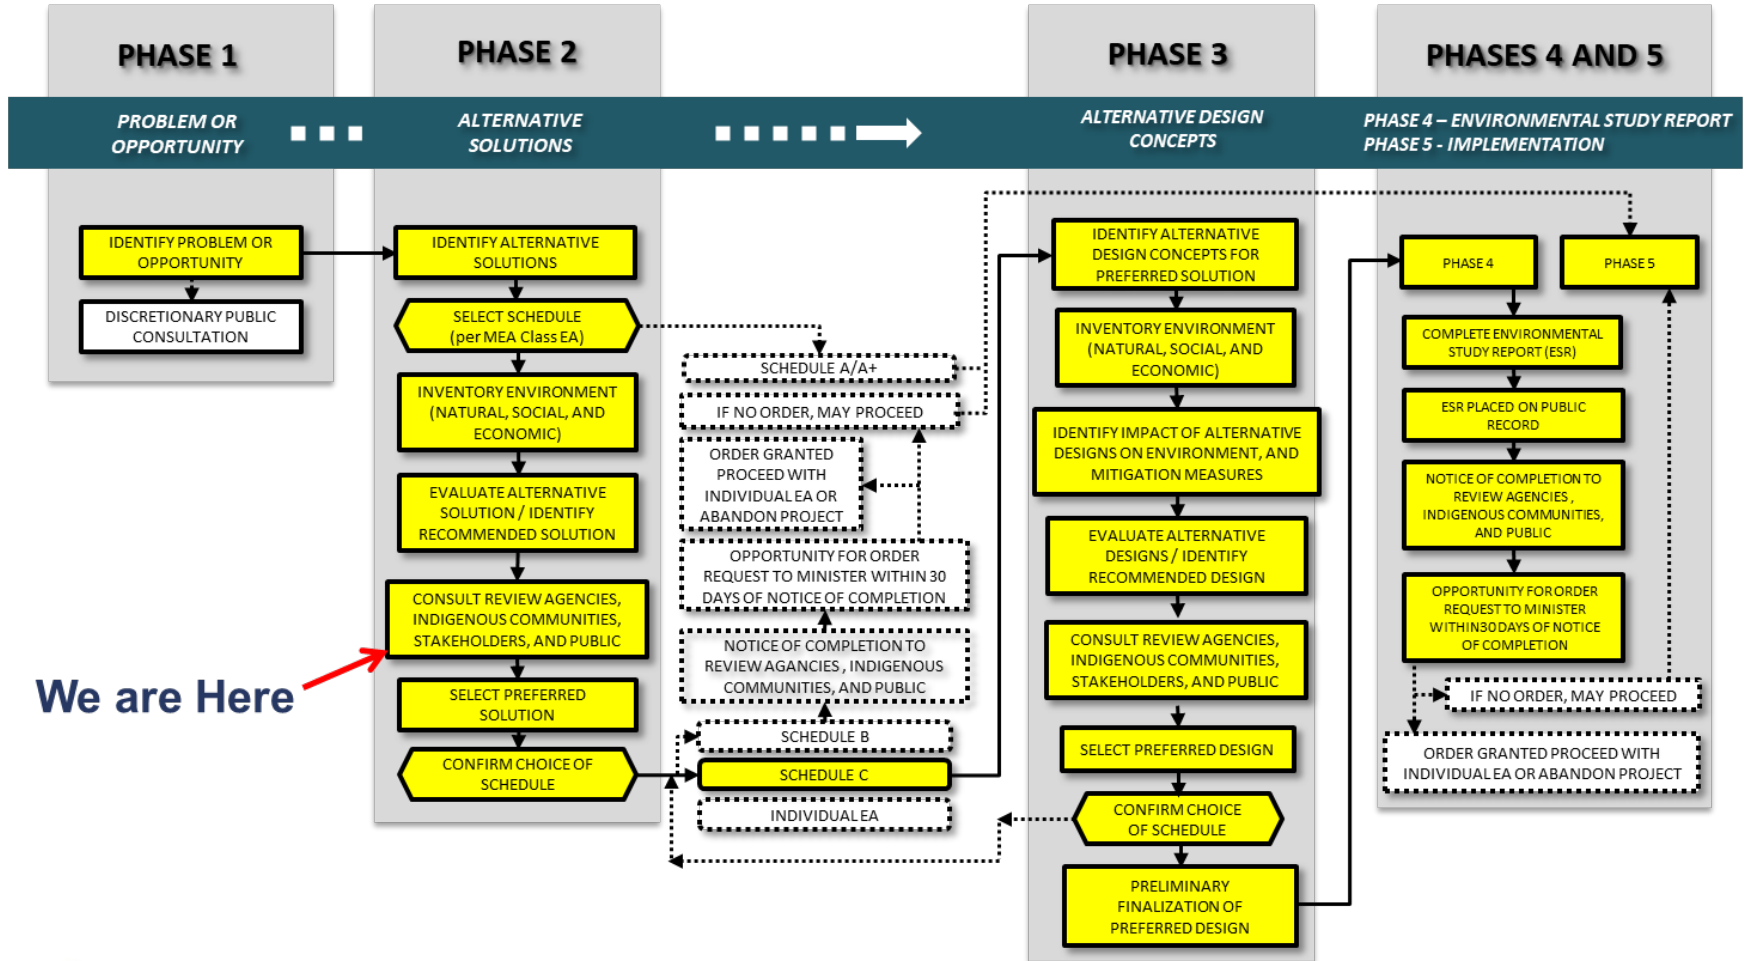 PHASE 1
PROBLEM OR
OPPORTUNITY
IDENTIFY PROBLEM OR
OPPORTUNITY
DISCRETIONARY PUBLIC
CONSULTATION
PHASE 2
ALTERNATIVE
SOLUTIONS
IDENTIFY ALTERNATIVE
SOLUTIONS
SELECT SCHEDULE
(per MEA Class EA)
INVENTORY ENVIRONMENT
(NATURAL, SOCIAL, AND
ECONOMIC)
EVALUATE ALTERNATIVE
SOLUTION / IDENTIFY
RECOMMENDED SOLUTION
CONSULT REVIEW AGENCIES,
INDIGENOUS COMMUNITIES,
STAKEHOLDERS, AND PUBLIC
We are Here
SELECT PREFERRED
SOLUTION
CONFIRM CHOICE OF
SCHEDULE
SCHEDULE A/A+
IF NO ORDER, MAY PROCEED
ORDER GRANTED
PROCEED WITH
INDIVIDUAL EA OR
ABANDON PROJECT
OPPORTUNITY FOR ORDER
REQUEST TO MINISTER WITHIN 30
DAYS OF NOTICE OF COMPLETION
NOTICE OF COMPLETION TO
REVIEW AGANCIES , INDIGENOUS
COMMUNITIES, AND PUBLIC
SCHEDULE B
SCHEDULE C
INDIVIDUAL EA
PHASE 3
ALTERNATIVE DESIGN
CONCEPTS
IDENTIFY ALTERNATIVE
DESIGN CONCEPTS FOR
PREFERRED SOLUTION
INVENTORY ENVIRONMENT
(NATURAL, SOCIAL, AND
ECONOMIC)
IDENTIFY IMPACT OF ALTERNATIVE
DESIGNS ON ENVIRONMENT, AND
MITIGATION MEASURES
EVALUATE ALTERNATIVE
DESIGNS / IDENTIFY
RECOMMENDED DESIGN
CONSULT REVIEW AGENCIES,
INDIGENOUS COMMUNITIES,
STAKEHOLDERS, AND PUBLIC
SELECT PREFERRED DESIGN
CONFIRM CHOICE
OF SCHEDULE
PRELIMINARY
FINALIZATION OF
PREFERRED DESIGN
PHASES 4 AND 5
PHASE 4 – ENVIRONMENTAL STUDY REPORT
PHASE 5 - IMPLEMENTATION
PHASE 4
PHASE 5
COMPLETE ENVIRONMENTAL
STUDY REPORT (ESR)
ESR PLACED ON PUBLIC
RECORD
NOTICE OF COMPLETION TO
REVIEW AGENCIES ,
INDIGENOUS COMMUNITIES,
AND PUBLIC
OPPORTUNITY FOR ORDER
REQUEST TO MINISTER
WITHIN 30 DAYS OF NOTICE
OF COMPLETION
IF NO ORDER, MAY PROCEED
ORDER GRANTED PROCEED WITH
INDIVIDUAL EA OR ABANDON PROJECT